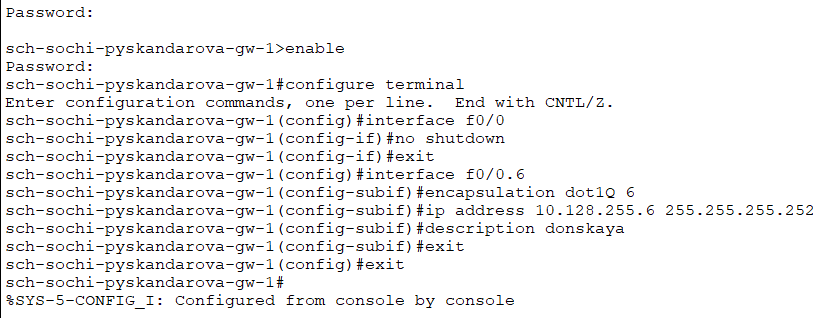 Password:
sch-sochi-pyskandarova-gw-1>enable
Password:
sch-sochi-pyskandarova-gw-1#configure terminal
Enter configuration commands, one per line.  End with CNTL/Z.
sch-sochi-pyskandarova-gw-1(config)#interface f0/0
sch-sochi-pyskandarova-gw-1(config-if)#no shutdown
sch-sochi-pyskandarova-gw-1(config-if)#exit
sch-sochi-pyskandarova-gw-1(config)#interface f0/0.6
sch-sochi-pyskandarova-gw-1(config-subif)#encapsulation dot1Q 6
sch-sochi-pyskandarova-gw-1(config-subif)#ip address 10.128.255.6 255.255.255.252
sch-sochi-pyskandarova-gw-1(config-subif)#description donskaya
sch-sochi-pyskandarova-gw-1(config-subif)#exit
sch-sochi-pyskandarova-gw-1(config)#exit
sch-sochi-pyskandarova-gw-1#
%SYS-5-CONFIG_I: Configured from console by console